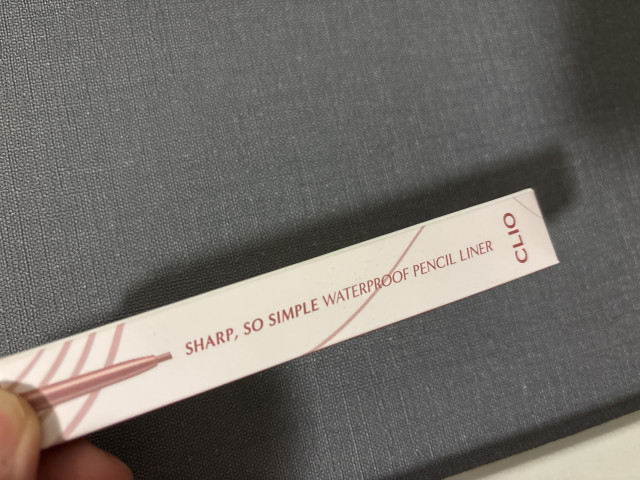 SHARP, SO SIMPLE WATERPROOF PENCIL LINER
CLIO